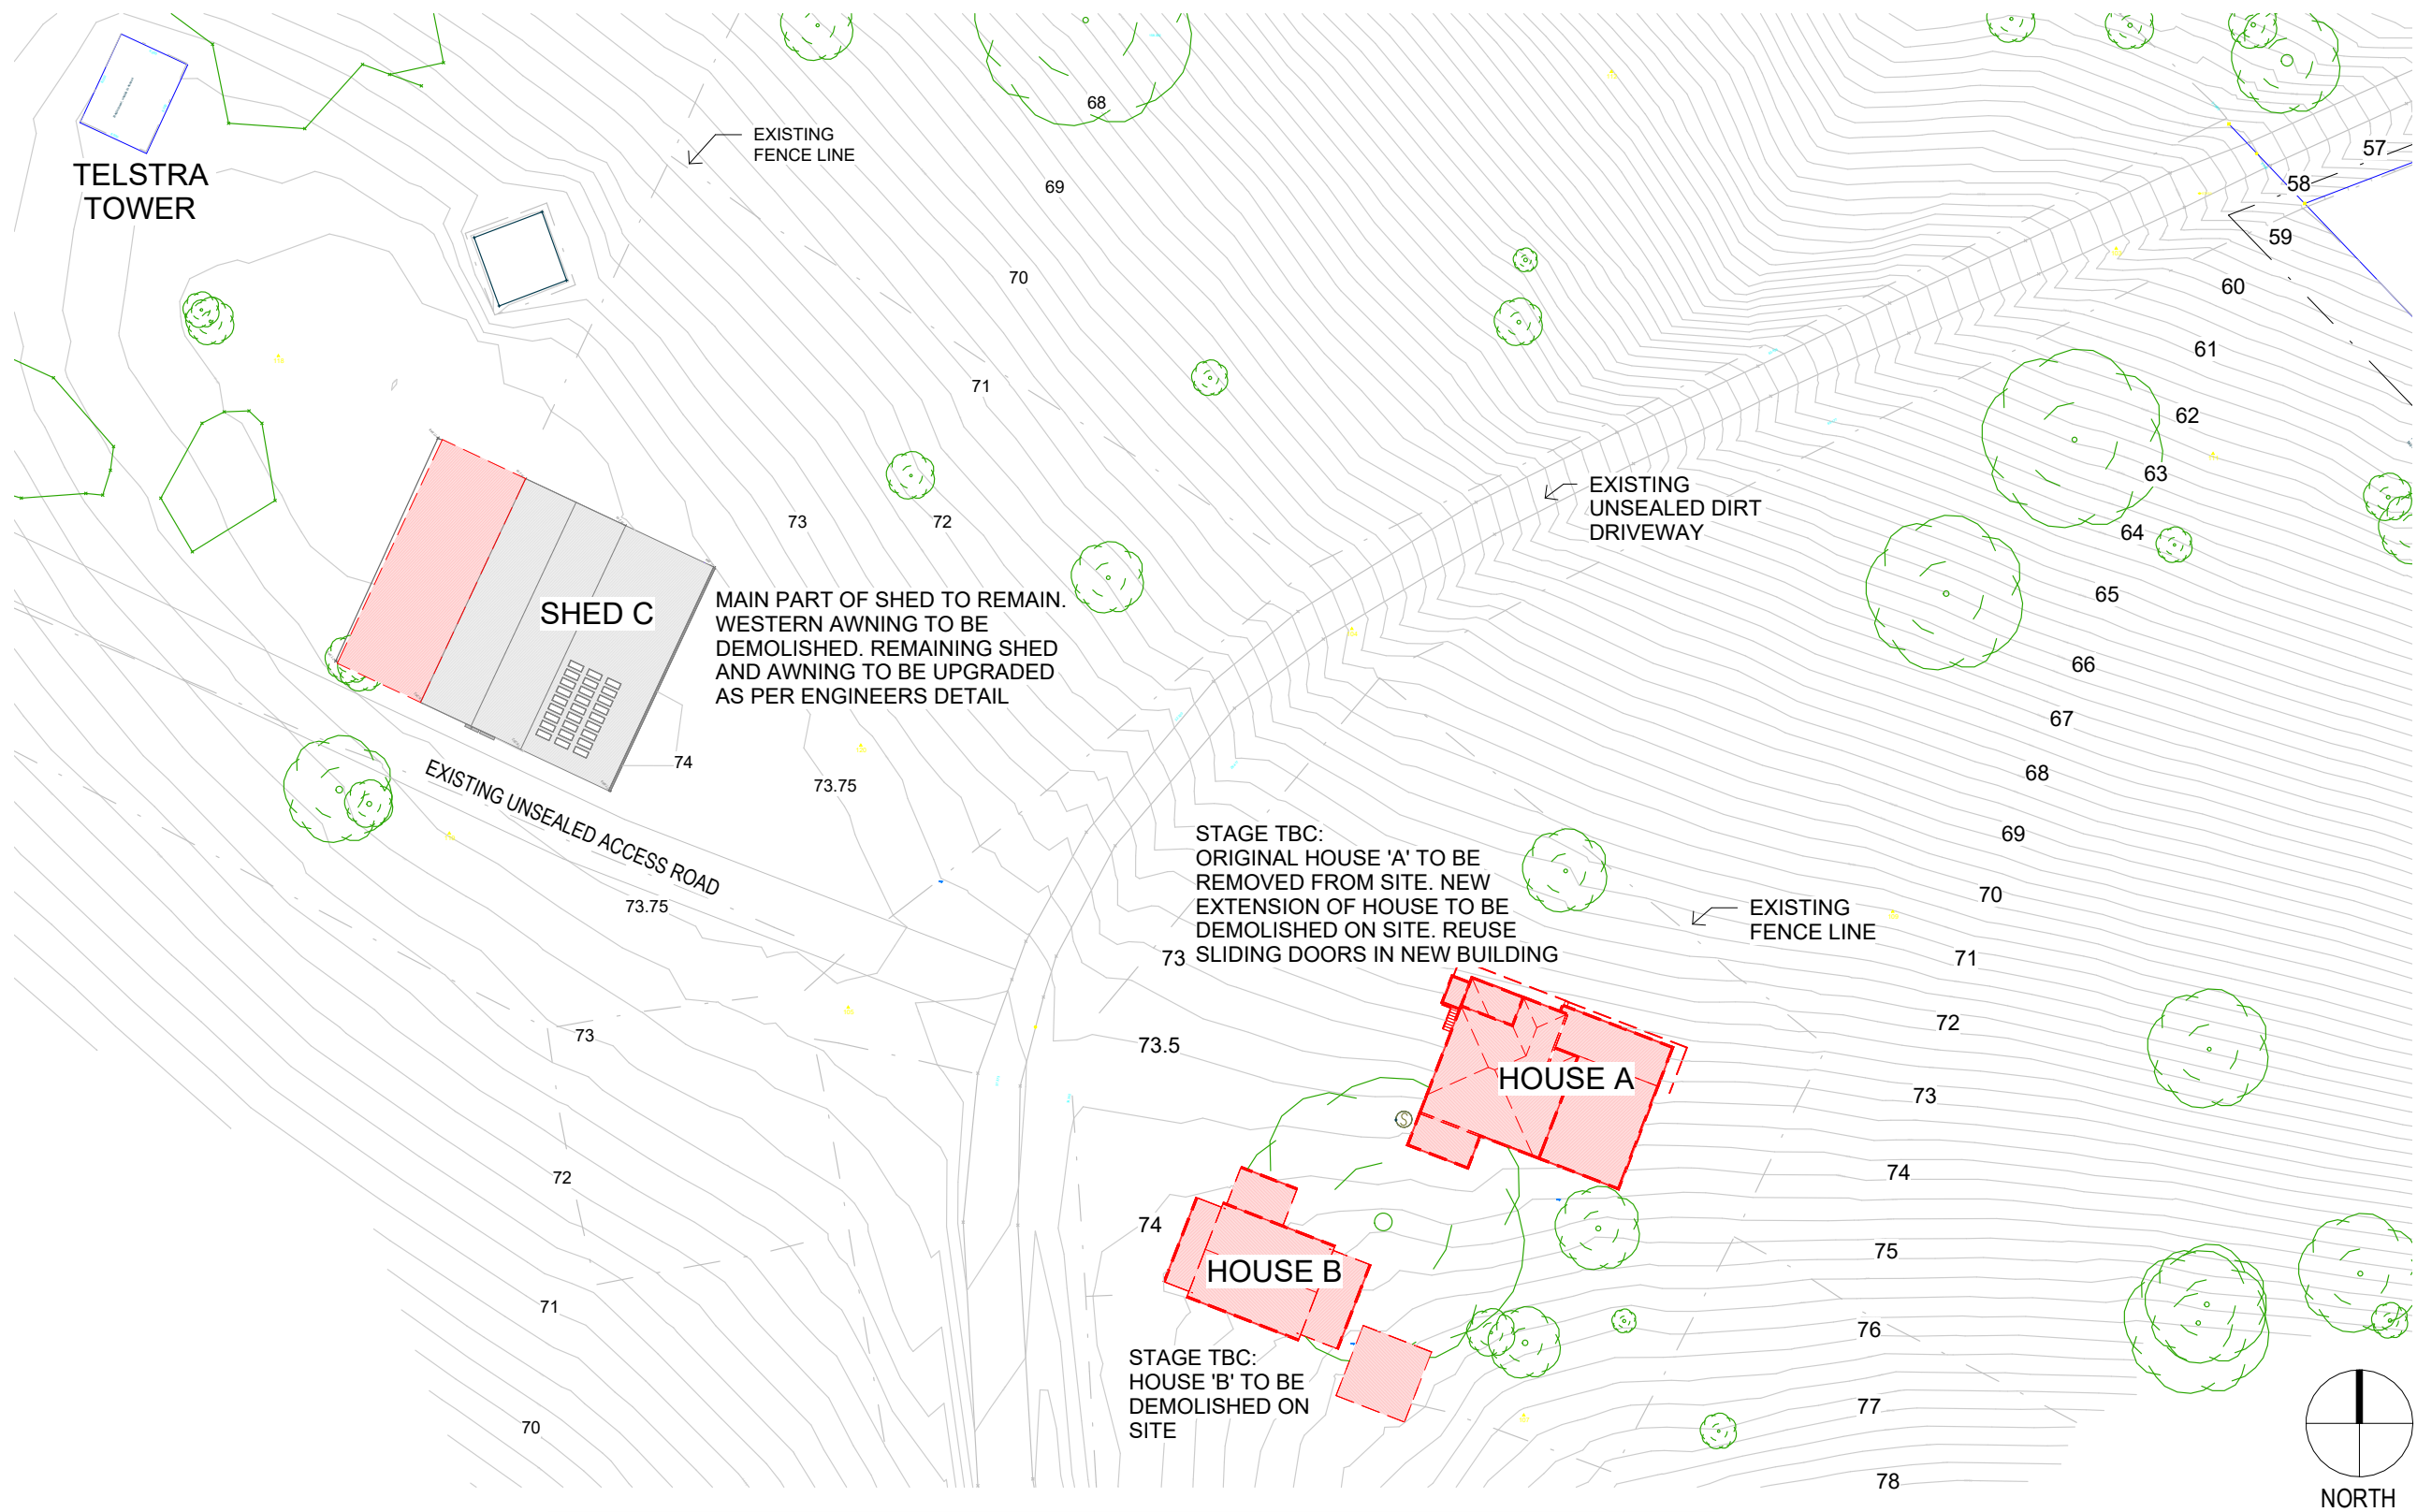 TELSTRA
TOWER
EXISTING
FENCE LINE
68
69
70
71
72
73
57
58
59
60
61
62
63
64
65
66
67
68
69
70
71
72
73
74
75
76
77
78
EXISTING
UNSEALED DIRT
DRIVEWAY
SHED C
MAIN PART OF SHED TO REMAIN.
WESTERN AWNING TO BE
DEMOLISHED. REMAINING SHED
AND AWNING TO BE UPGRADED
AS PER ENGINEERS DETAIL
74
73.75
EXISTING UNSEALED ACCESS ROAD
73.75
STAGE TBC:
ORIGINAL HOUSE 'A' TO BE
REMOVED FROM SITE. NEW
EXTENSION OF HOUSE TO BE
DEMOLISHED ON SITE. REUSE
SLIDING DOORS IN NEW BUILDING
EXISTING
FENCE LINE
73
73.5
74
HOUSE A
S
HOUSE B
73
72
71
70
STAGE TBC:
HOUSE 'B' TO BE
DEMOLISHED ON
SITE
NORTH